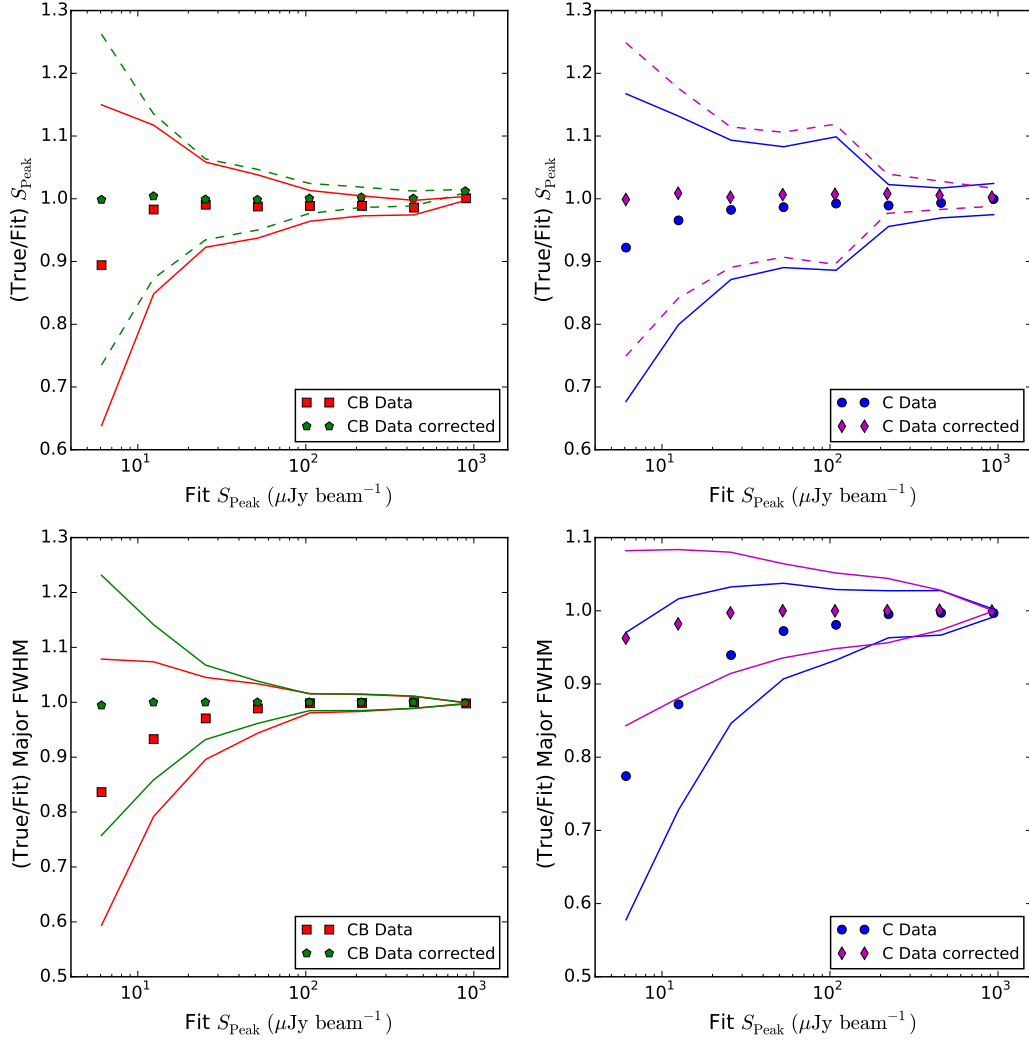 1.3
1.2
1.1
1.0
0.9
0.8
0.7
0.6
(True/Fit) S_Peak
10^1
10^2
10^3
Fit S_Peak (μJy beam^−1)
CB Data
CB Data corrected
1.3
1.2
1.1
1.0
0.9
0.8
0.7
0.6
(True/Fit) S_Peak
10^1
10^2
10^3
Fit S_Peak (μJy beam^−1)
C Data
C Data corrected
1.3
1.2
1.1
1.0
0.9
0.8
0.7
0.6
0.5
(True/Fit) Major FWHM
10^1
10^2
10^3
Fit S_Peak (μJy beam^−1)
CB Data
CB Data corrected
1.1
1.0
0.9
0.8
0.7
0.6
0.5
(True/Fit) Major FWHM
10^1
10^2
10^3
Fit S_Peak (μJy beam^−1)
C Data
C Data corrected